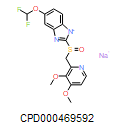 F O
F
N-
N
S=O
Na
N
O
O
CPD000469592